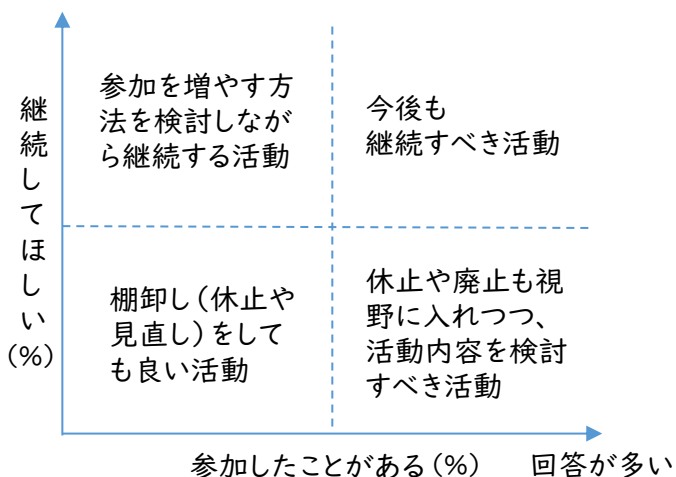 継続してほしい(%)
参加を増やす方
法を検討しなが
ら継続する活動
今後も
継続すべき活動
棚卸し(休止や
見直し)をして
も良い活動
休止や廃止も視
野に入れつつ、
活動内容を検討
すべき活動
参加したことがある(%) 回答が多い